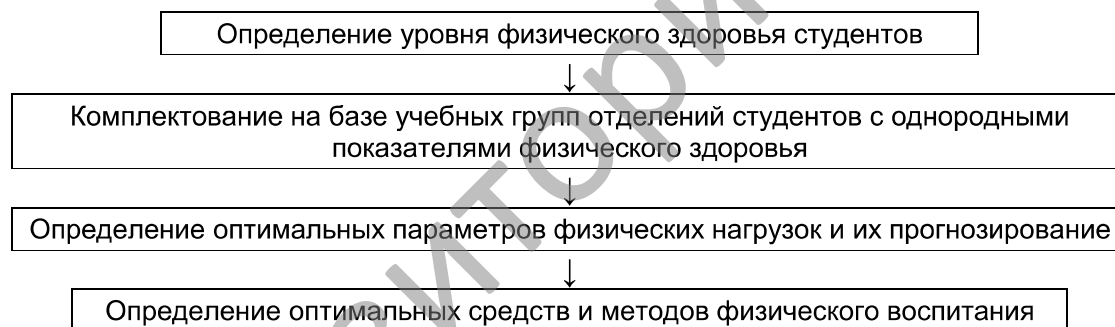 Определение уровня физического здоровья студентов
↓
Комплектование на базе учебных групп отделений студентов с однородными
показателями физического здоровья
↓
Определение оптимальных параметров физических нагрузок и их прогнозирование
↓
Определение оптимальных средств и методов физического воспитания